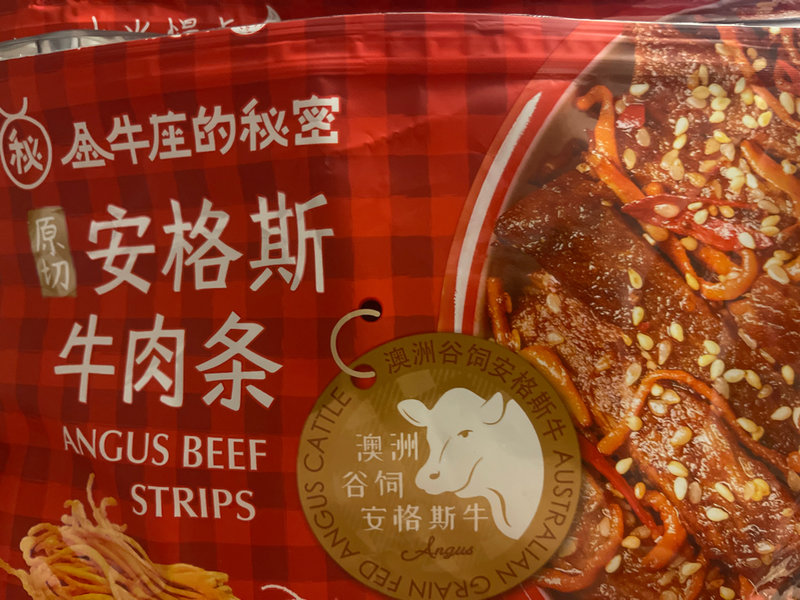 秘
金牛座的秘密
原切
安格斯
牛肉条
ANGUS BEEF
STRIPS
澳洲谷饲安格斯牛
AUSTRALIAN GRAIN FED ANGUS CATTLE
澳洲
谷饲
安格斯牛
Angus